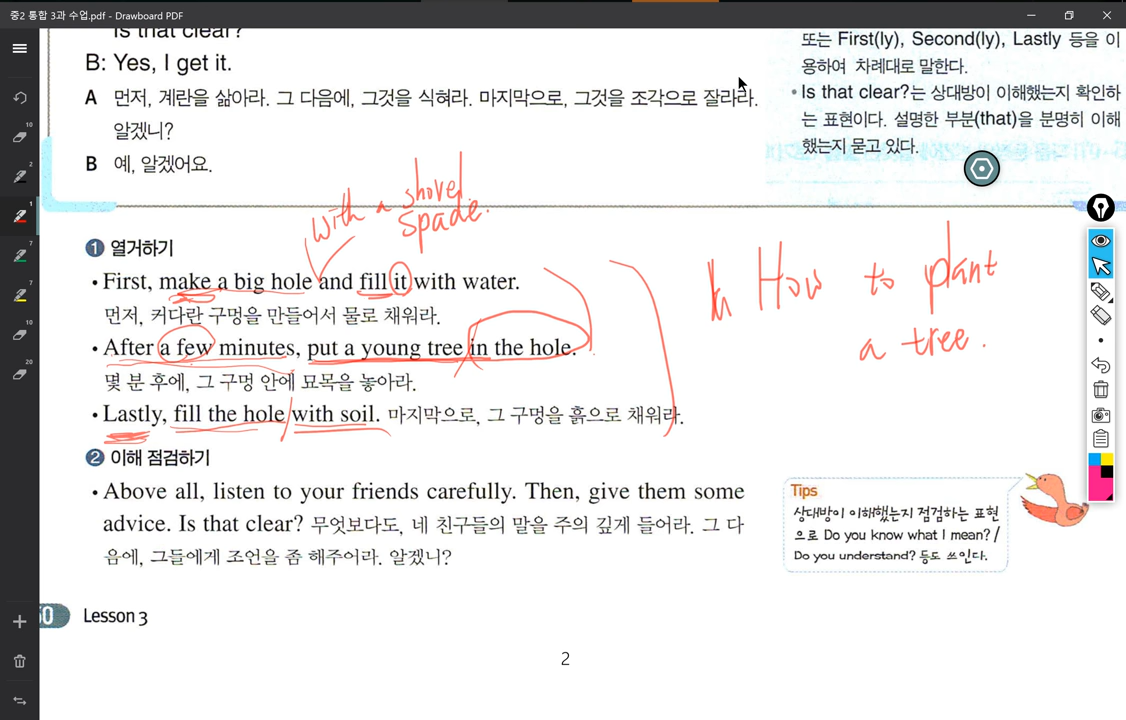 중2 통합 3과 수업.pdf - Drawboard PDF
Is that clear?
B: Yes, I get it.
A 먼저, 계란을 삶아라. 그 다음에, 그것을 식혀라. 마지막으로, 그것을 조각으로 잘라라.
알겠니?
B 예, 알겠어요.
또는 First(ly), Second(ly), Lastly 등을 이
용하여 차례대로 말한다.
• Is that clear?는 상대방이 이해했는지 확인하
는 표현이다. 설명한 부분(that)을 분명히 이해
했는지 묻고 있다.
with a shovel
spade.
1 열거하기
• First, make a big hole and fill it with water.
먼저, 커다란 구멍을 만들어서 물로 채워라.
• After a few minutes, put a young tree in the hole.
몇 분 후에, 그 구멍 안에 묘목을 놓아라.
• Lastly, fill the hole with soil. 마지막으로, 그 구멍을 흙으로 채워라.
How to plant
a tree.
2 이해 점검하기
• Above all, listen to your friends carefully. Then, give them some
advice. Is that clear? 무엇보다도, 네 친구들의 말을 주의 깊게 들어라. 그 다
음에, 그들에게 조언을 좀 해주어라. 알겠니?
Tips
상대방이 이해했는지 점검하는 표현
으로 Do you know what I mean?/
Do you understand? 등도 쓰인다.
Lesson 3
2
10
2
1
7
7
10
20